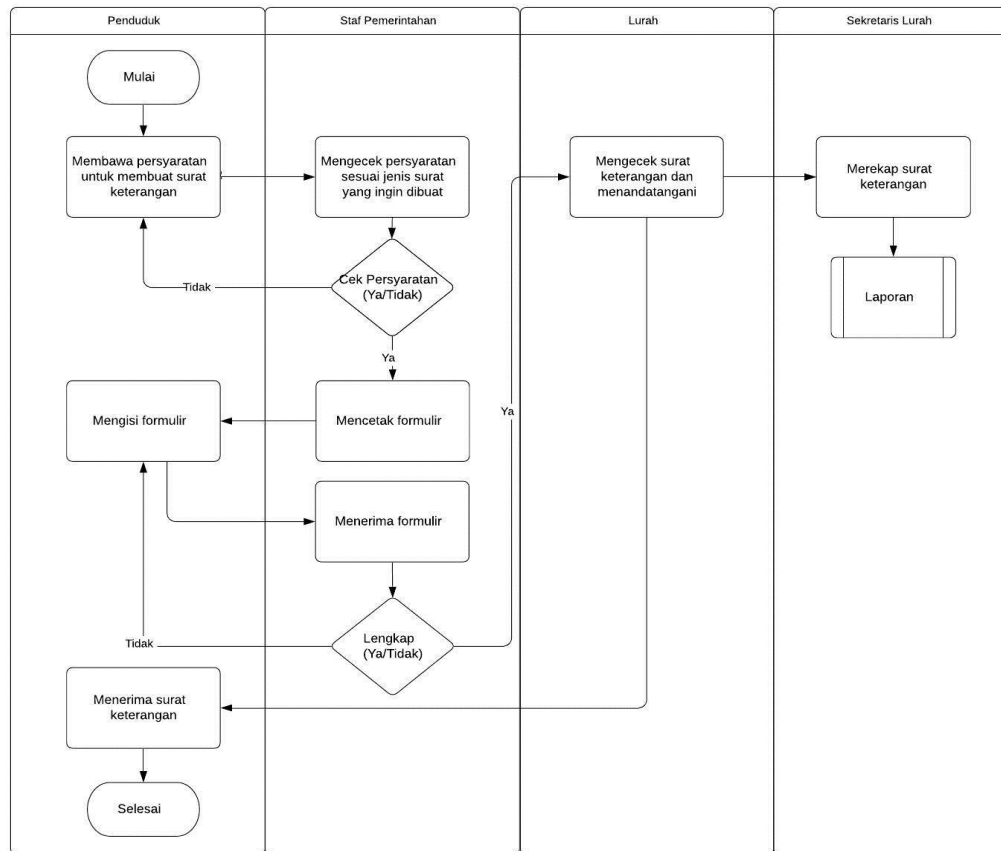 Penduduk
Staf Pemerintahan
Lurah
Sekretaris Lurah
Mulai
Membawa persyaratan
untuk membuat surat
keterangan
Mengecek persyaratan
sesuai jenis surat
yang ingin dibuat
Mengecek surat
keterangan dan
menandatangani
Merekap surat
keterangan
Cek Persyaratan
(Ya/Tidak)
Tidak
Laporan
Ya
Mengisi formulir
Mencetak formulir
Ya
Menerima formulir
Lengkap
(Ya/Tidak)
Tidak
Menerima surat
keterangan
Selesai